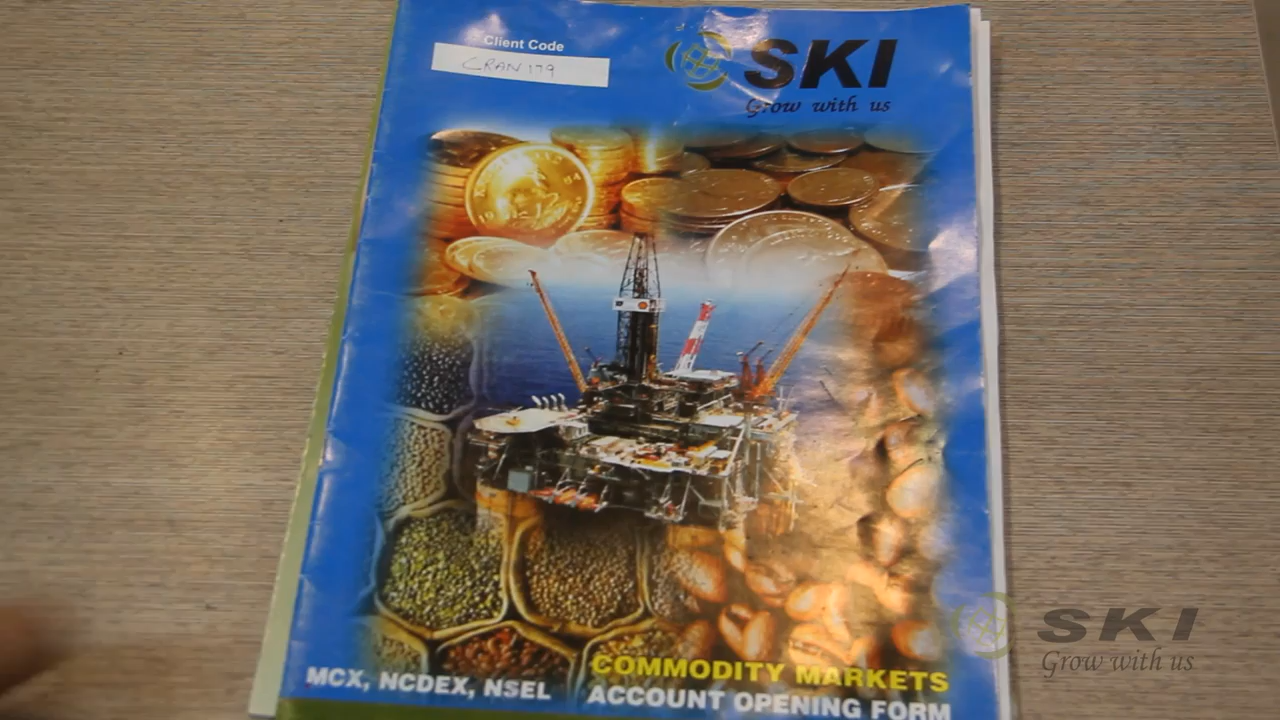 Client Code
CRAN179
SKI
Grow with us
MCX, NCDEX, NSEL
COMMODITY MARKETS
ACCOUNT OPENING FORM
SKI
Grow with us